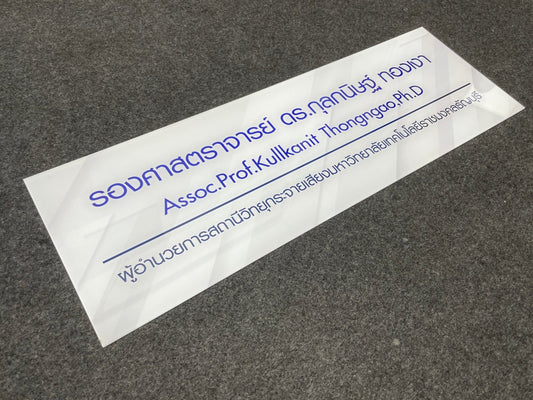 รองศาสตราจารย์ ดร.กุลกนิษฐ์ ทองเงา
Assoc.Prof.Kullkanit Thongngao,Ph.D
ผู้อำนวยการสถานีวิทยุกระจายเสียงมหาวิทยาลัยเทคโนโลยีราชมงคลธัญบุรี